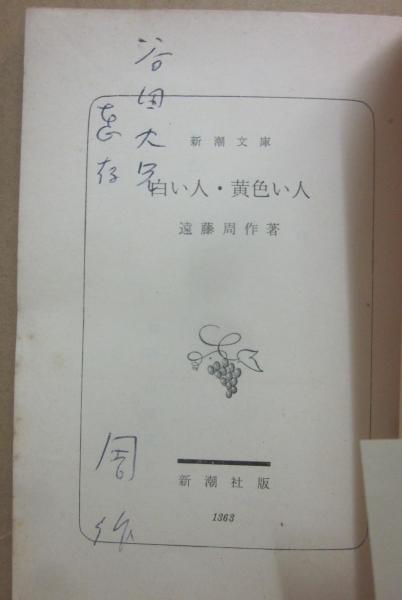 谷田大兄
恵存
周作
新潮文庫
白い人・黄色い人
遠藤周作著
新潮社版
1363